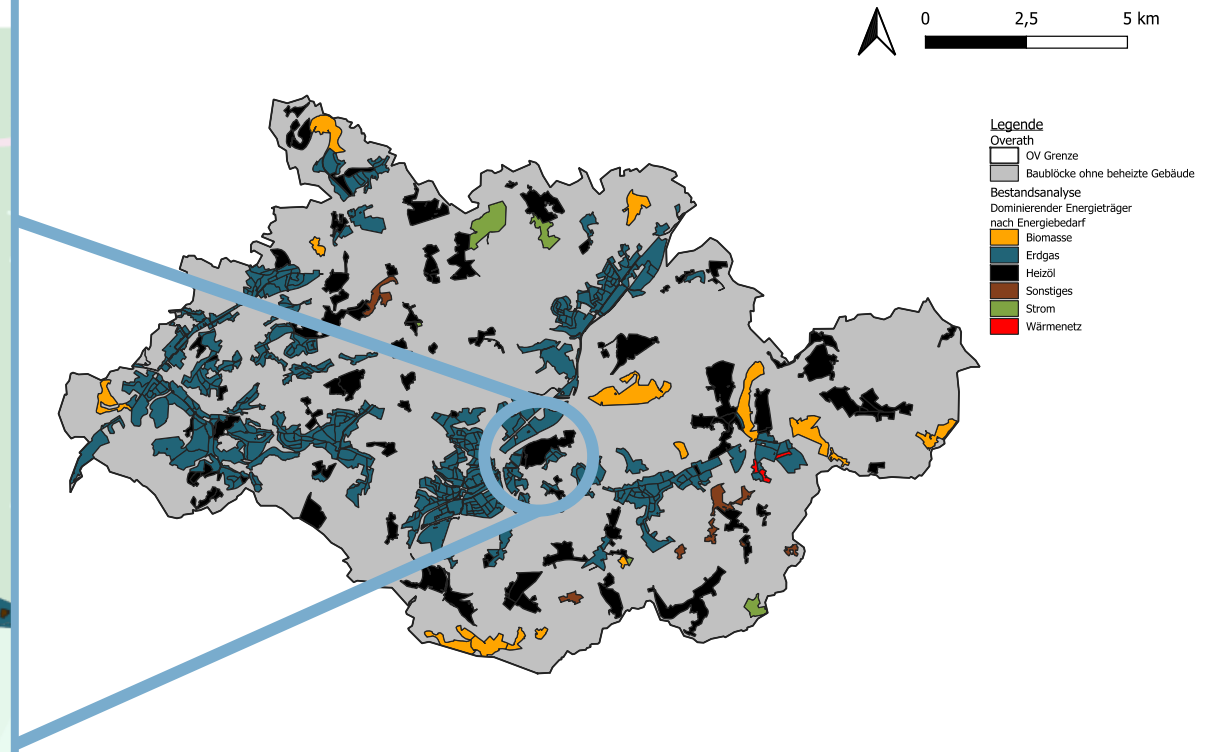 0 2,5 5 km
Legende
Overath
OV Grenze
Baublöcke ohne beheizte Gebäude
Bestandsanalyse
Dominierender Energieträger
nach Energiebedarf
Biomasse
Erdgas
Heizöl
Sonstiges
Strom
Wärmenetz